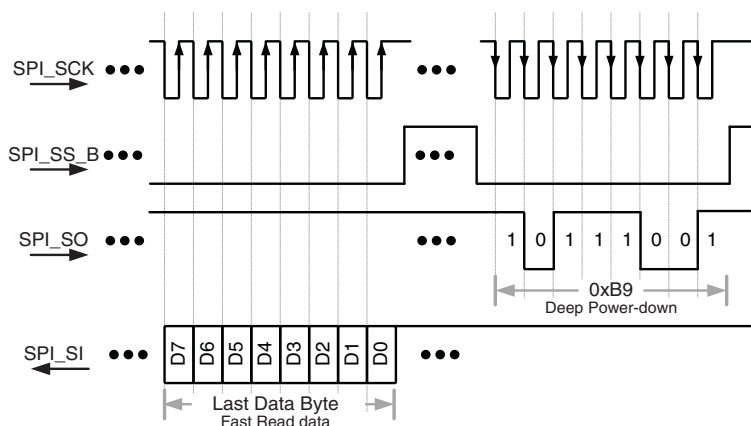 SPI_SCK
SPI_SS_B
SPI_SO
1 0 1 1 1 0 0 1
0xB9
Deep Power-down
SPI_SI
D7 D6 D5 D4 D3 D2 D1 D0
Last Data Byte
Fast Read data